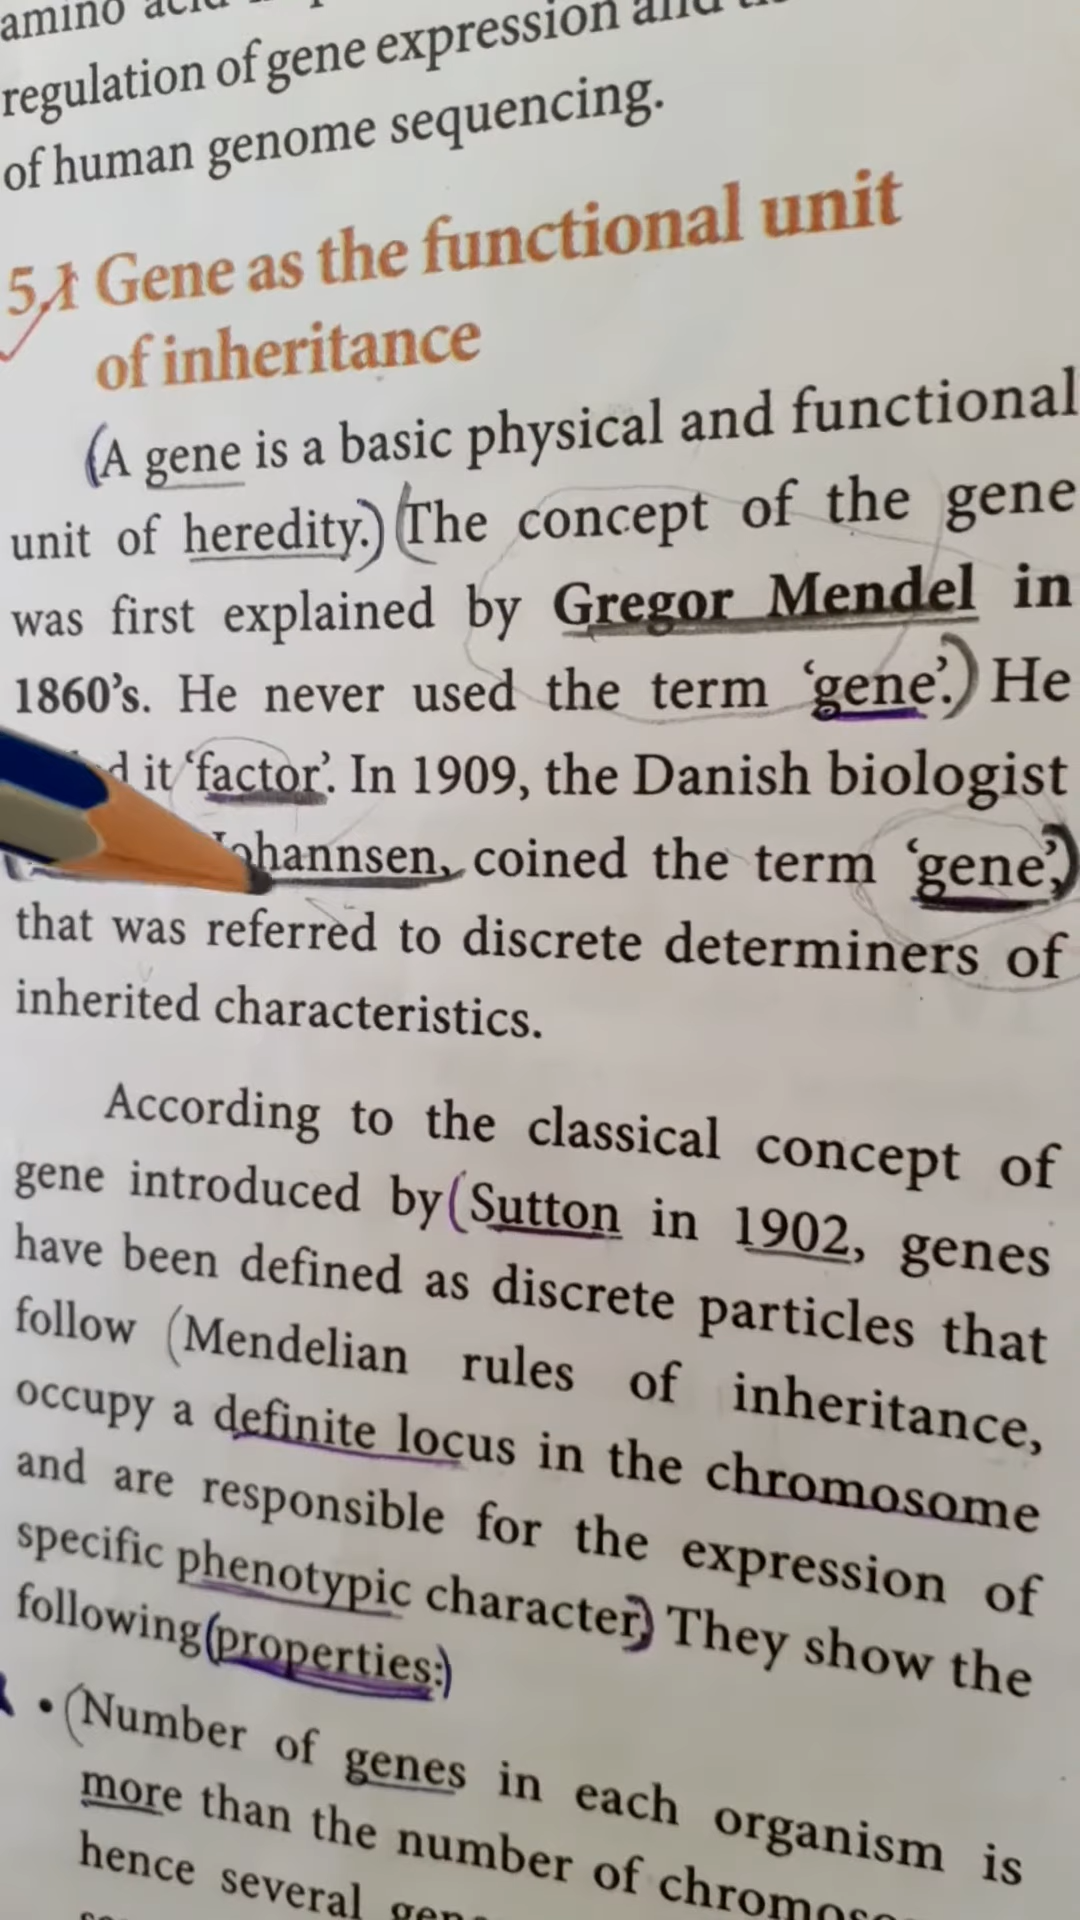 amino
regulation of gene expression and
of human genome sequencing.
5.1 Gene as the functional unit
of inheritance
(A gene is a basic physical and functional
unit of heredity.) (The concept of the gene
was first explained by Gregor Mendel in
1860's. He never used the term 'gene'.) He
it 'factor'. In 1909, the Danish biologist
Johannsen, coined the term 'gene',)
that was referred to discrete determiners of
inherited characteristics.
According to the classical concept of
gene introduced by (Sutton in 1902, genes
have been defined as discrete particles that
follow (Mendelian rules of inheritance,
occupy a definite locus in the chromosome
and are responsible for the expression of
specific phenotypic character,) They show the
following (properties:)
• (Number of genes in each organism is
more than the number of
hence several